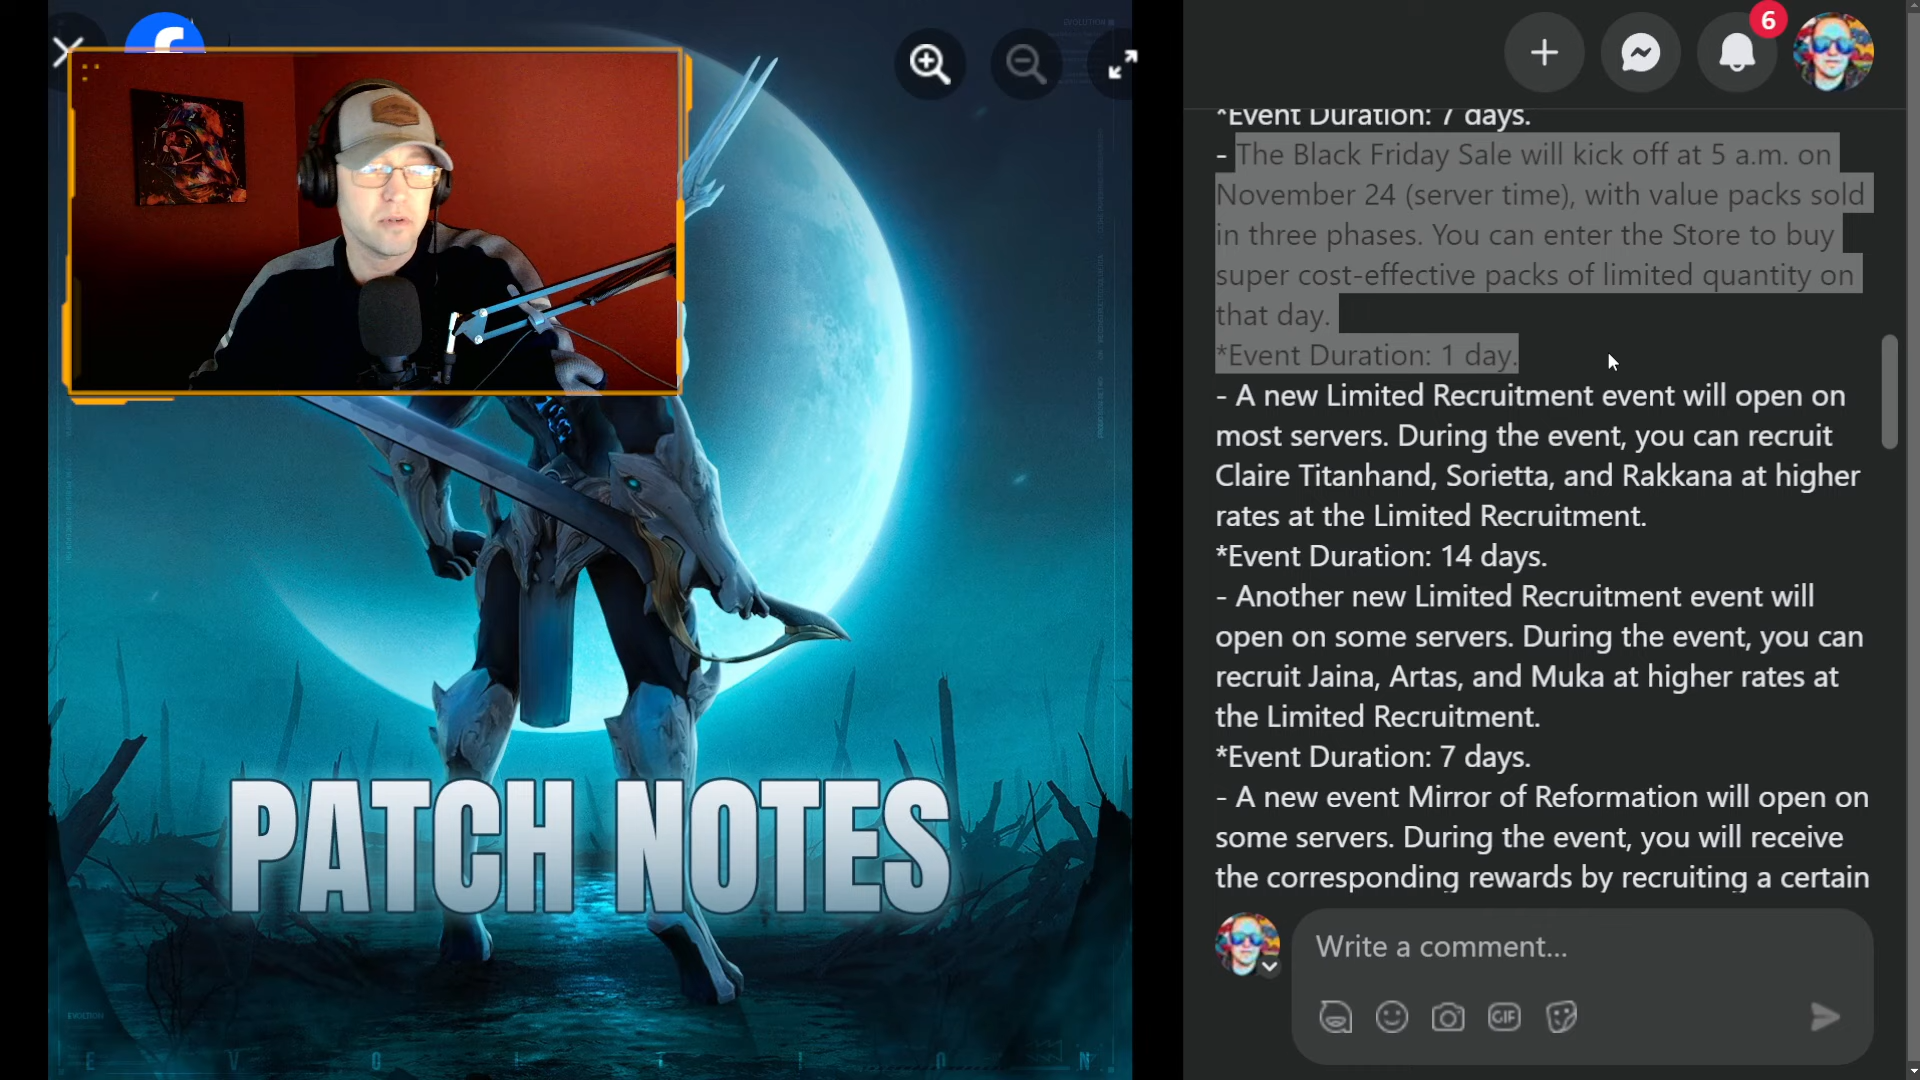 6
*Event Duration: 7 days.
- The Black Friday Sale will kick off at 5 a.m. on
November 24 (server time), with value packs sold
in three phases. You can enter the Store to buy
super cost-effective packs of limited quantity on
that day.
*Event Duration: 1 day.
- A new Limited Recruitment event will open on
most servers. During the event, you can recruit
Claire Titanhand, Sorietta, and Rakkana at higher
rates at the Limited Recruitment.
*Event Duration: 14 days.
- Another new Limited Recruitment event will
open on some servers. During the event, you can
recruit Jaina, Artas, and Muka at higher rates at
the Limited Recruitment.
*Event Duration: 7 days.
- A new event Mirror of Reformation will open on
some servers. During the event, you will receive
the corresponding rewards by recruiting a certain
Write a comment...
GIF
EVOLUTION
PATCH NOTES
EVOLUTION
E V O L U T I O N